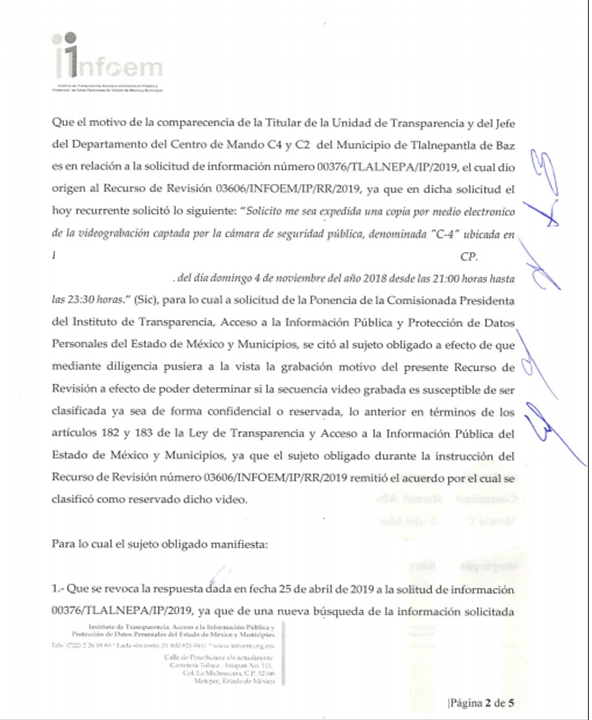 infoem
Instituto de Transparencia, Acceso a la Información Pública y
Protección de Datos Personales del Estado de México y Municipios
Que el motivo de la comparecencia de la Titular de la Unidad de Transparencia y del Jefe
del Departamento del Centro de Mando C4 y C2 del Municipio de Tlalnepantla de Baz
es en relación a la solicitud de información número 00376/TLALNEPA/IP/2019, el cual dio
origen al Recurso de Revisión 03606/INFOEM/IP/RR/2019, ya que en dicha solicitud el
hoy recurrente solicitó lo siguiente: “Solicito me sea expedida una copia por medio electronico
de la videograbación captada por la cámara de seguridad pública, denominada "C-4" ubicada en
l CP.
. del día domingo 4 de noviembre del año 2018 desde las 21:00 horas hasta
las 23:30 horas.” (Sic), para lo cual a solicitud de la Ponencia de la Comisionada Presidenta
del Instituto de Transparencia, Acceso a la Información Pública y Protección de Datos
Personales del Estado de México y Municipios, se citó al sujeto obligado a efecto de que
mediante diligencia pusiera a la vista la grabación motivo del presente Recurso de
Revisión a efecto de poder determinar si la secuencia video grabada es susceptible de ser
clasificada ya sea de forma confidencial o reservada, lo anterior en términos de los
artículos 182 y 183 de la Ley de Transparencia y Acceso a la Información Pública del
Estado de México y Municipios, ya que el sujeto obligado durante la instrucción del
Recurso de Revisión número 03606/INFOEM/IP/RR/2019 remitió el acuerdo por el cual se
clasificó como reservado dicho video.
Para lo cual el sujeto obligado manifiesta:
1.- Que se revoca la respuesta dada en fecha 25 de abril de 2019 a la solitud de información
00376/TLALNEPA/IP/2019, ya que de una nueva búsqueda de la información solicitada
Instituto de Transparencia, Acceso a la Información Pública y
Protección de Datos Personales del Estado de México y Municipios
Tels. (722) 2 26 19 80 * Lada sin costo: 01 800 821 0441 * www.infoem.org.mx
Calle de Pino Suárez s/n actualmente
Carretera Toluca - Ixtapan No. 111,
Col. La Michoacana, C.P. 52166
Metepec, Estado de México
|Página 2 de 5